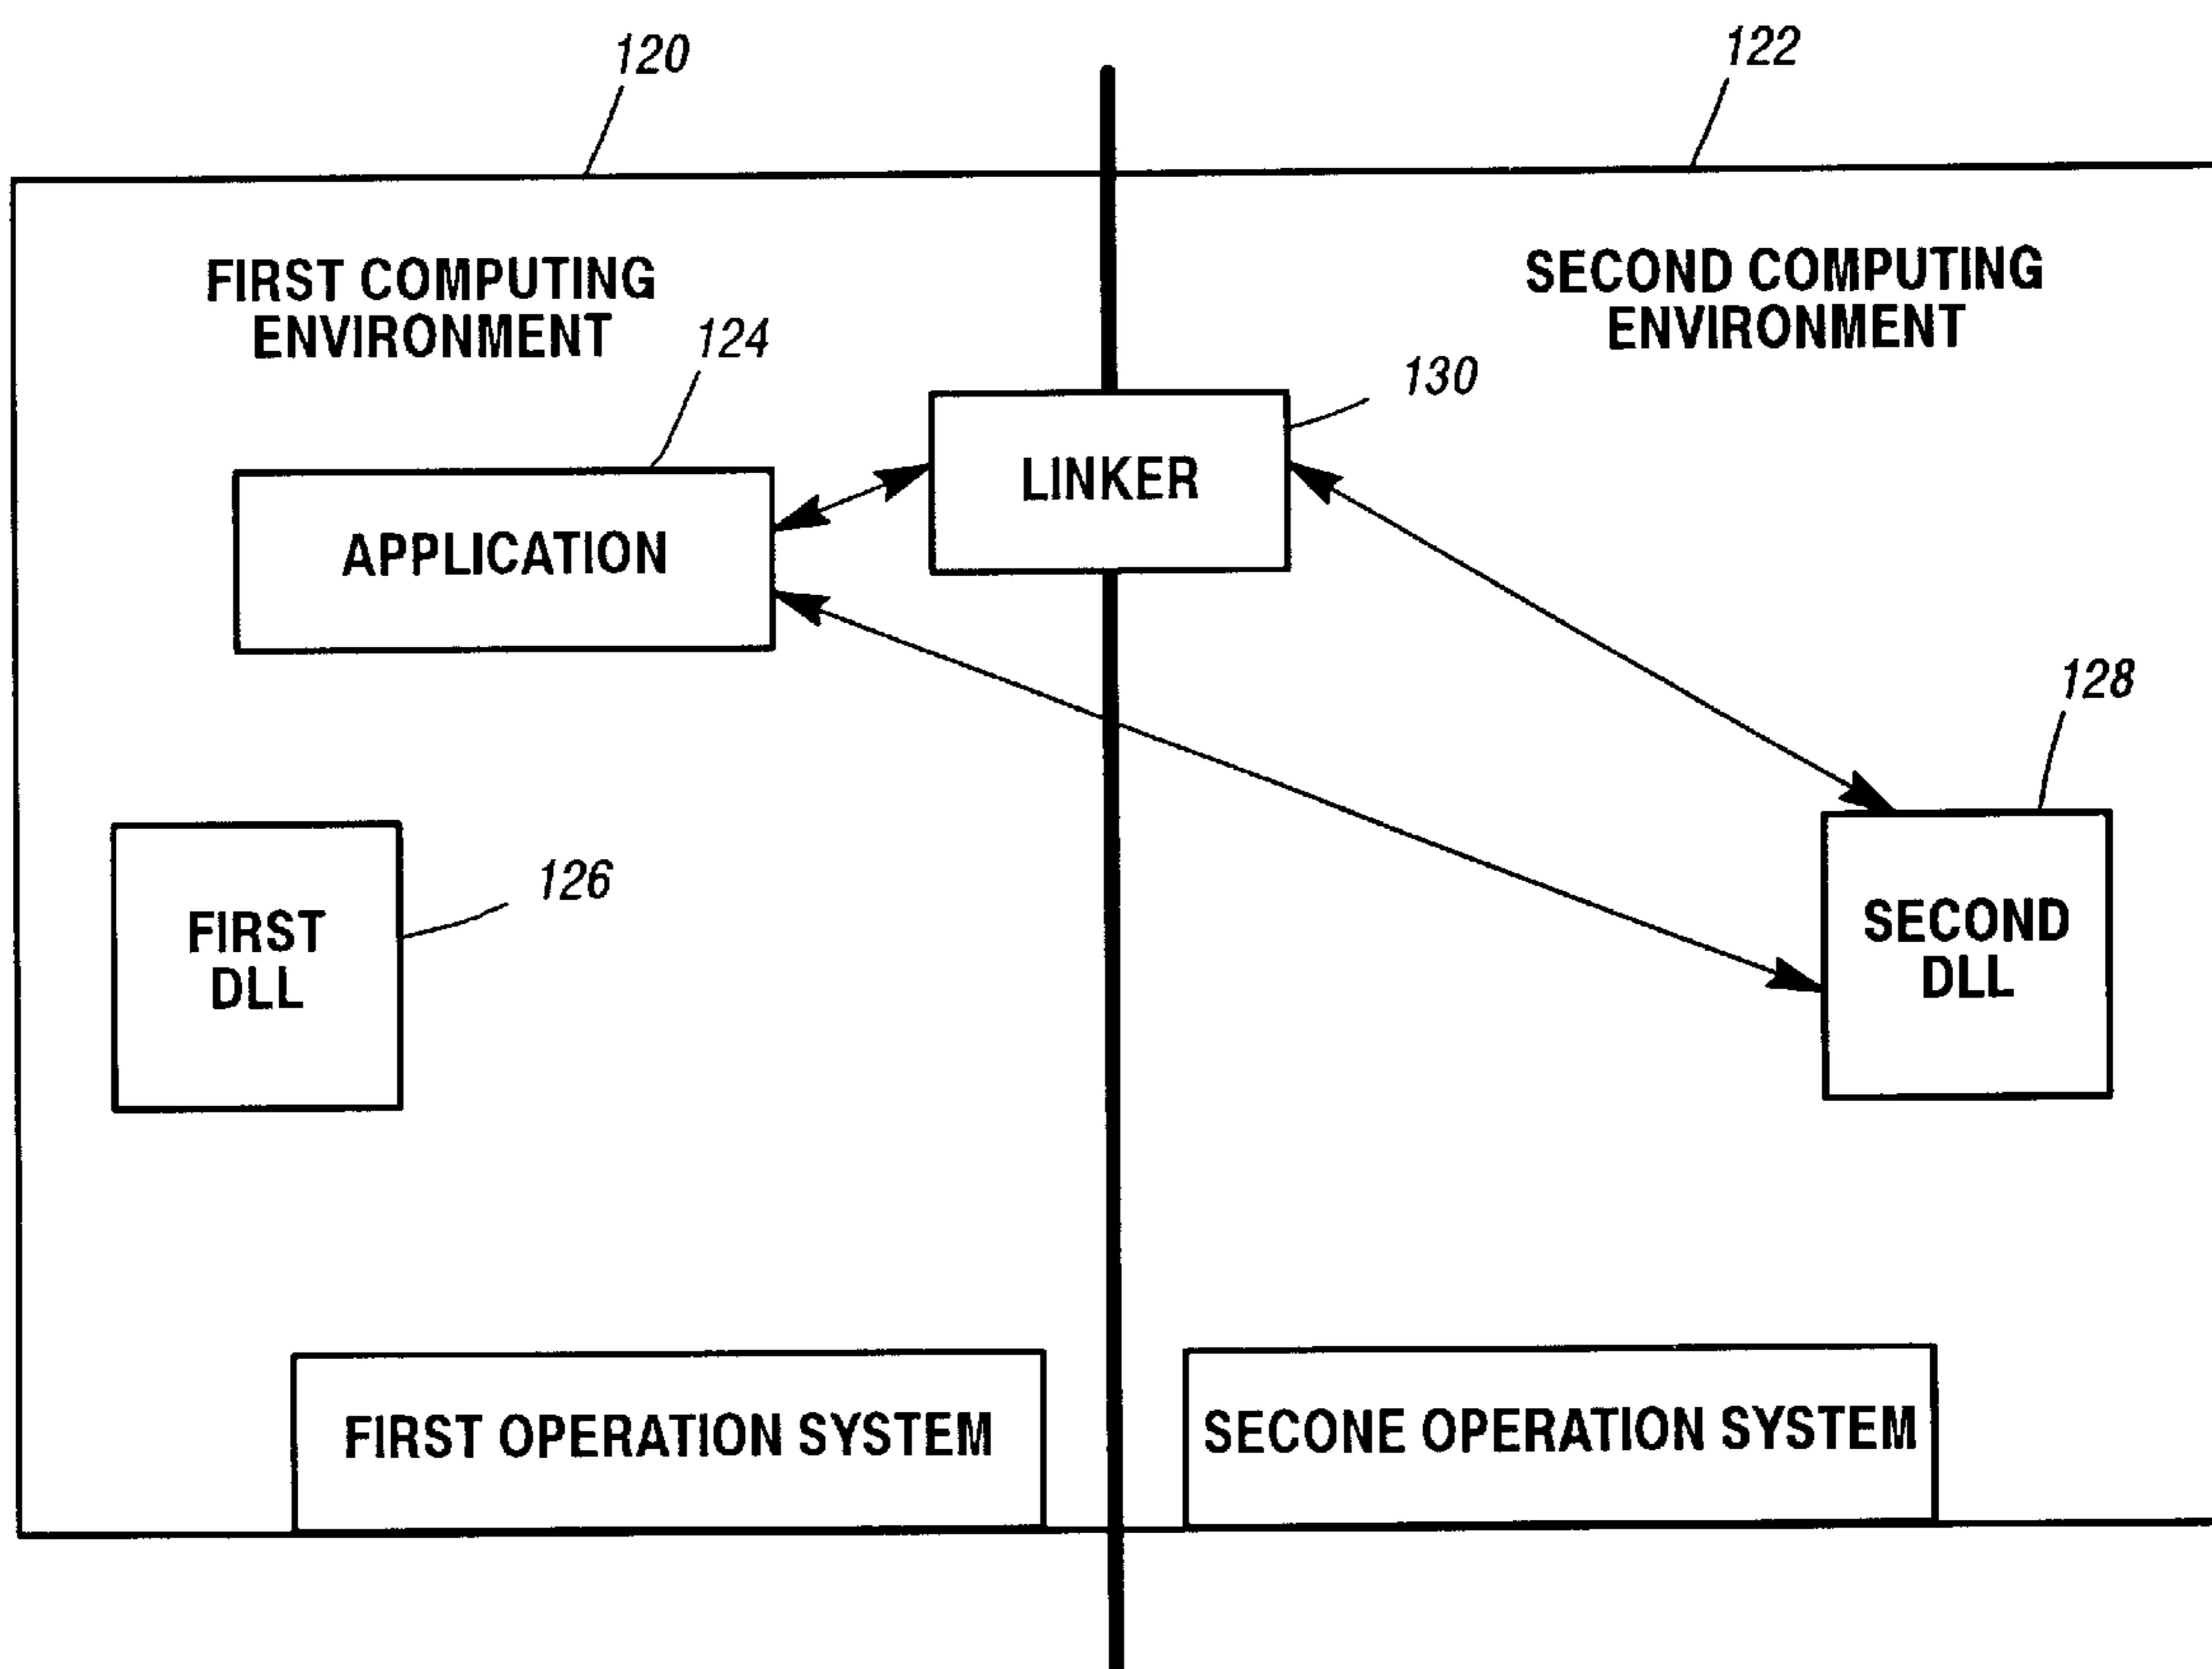 120
122
FIRST COMPUTING
ENVIRONMENT
SECOND COMPUTING
ENVIRONMENT
124
130
LINKER
APPLICATION
128
126
FIRST
DLL
SECOND
DLL
FIRST OPERATION SYSTEM
SECONE OPERATION SYSTEM